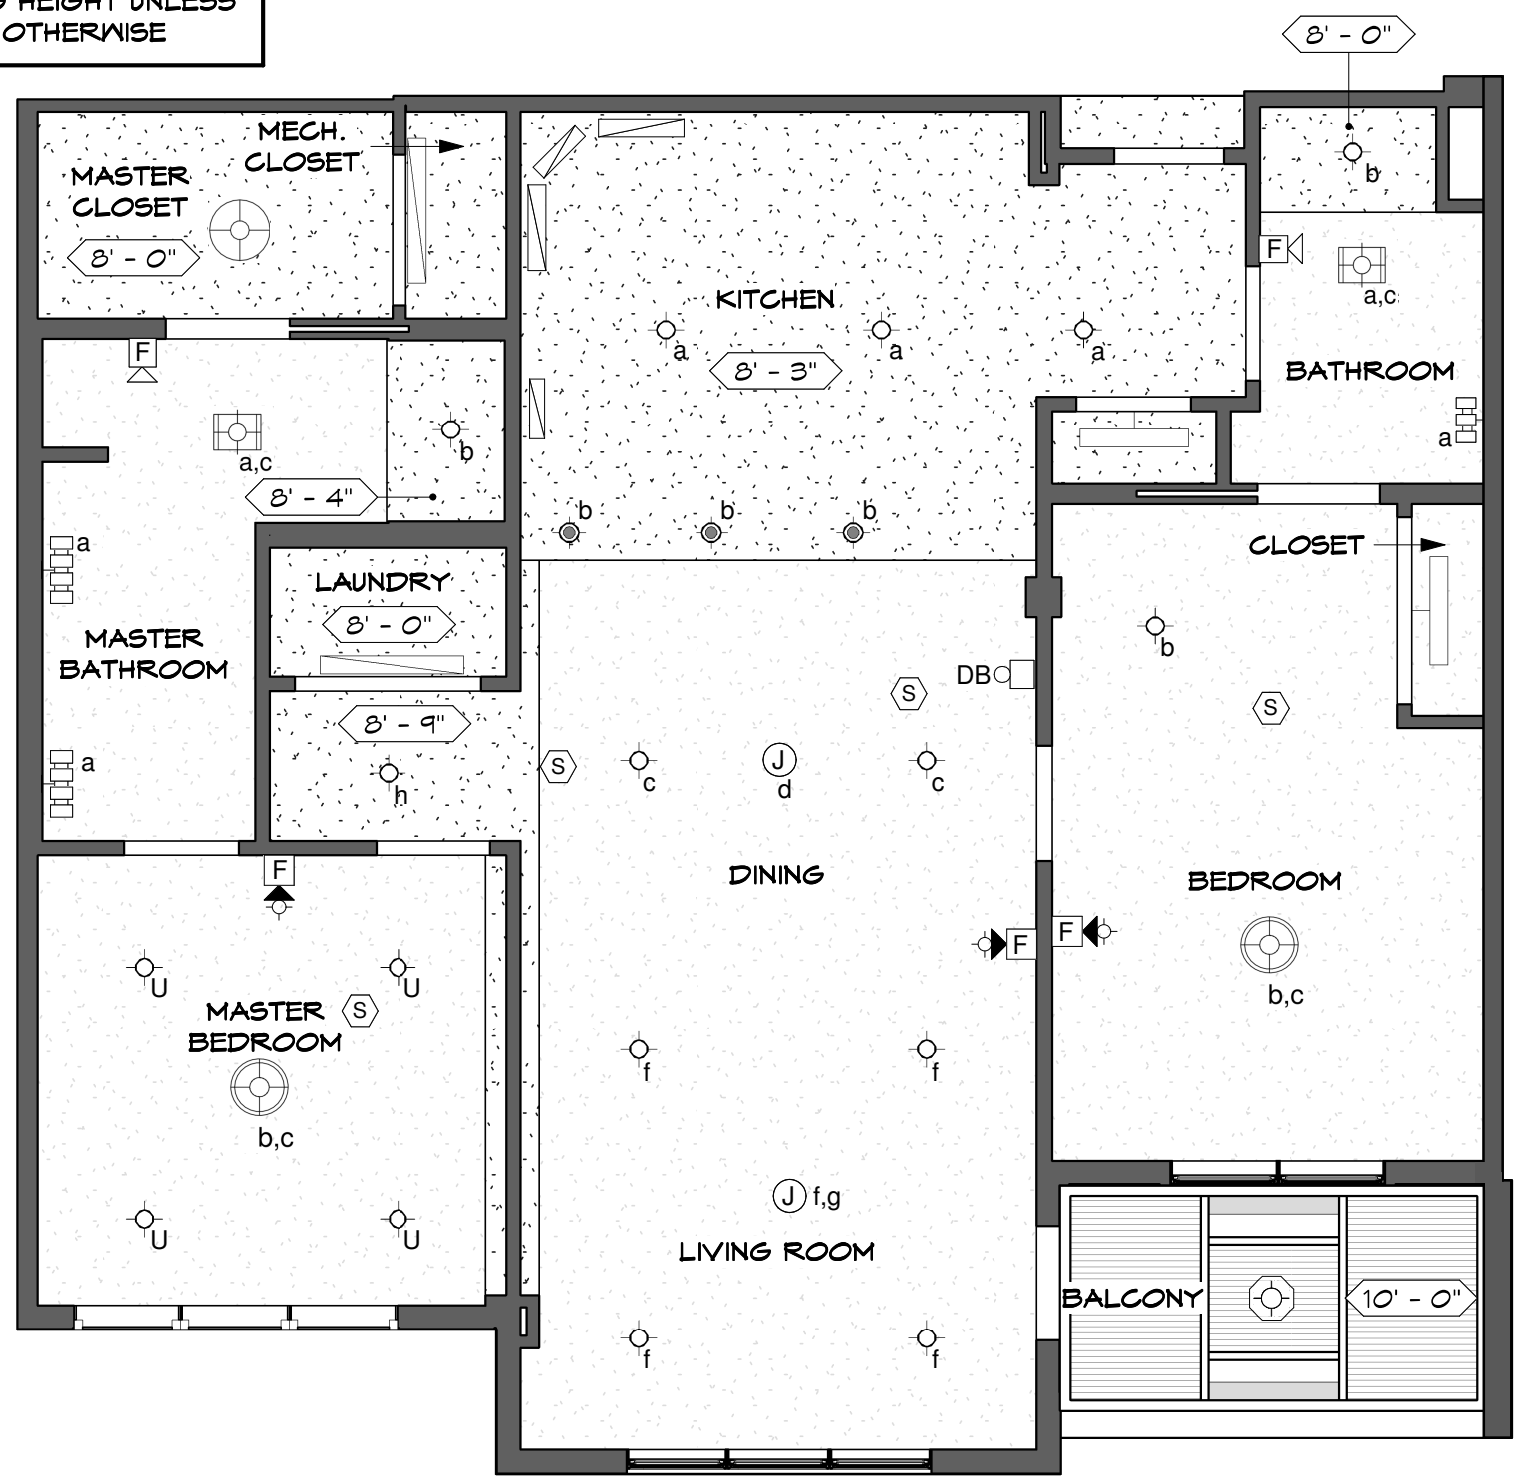 HEIGHT UNLESS
OTHERWISE
8' - 0"
MECH.
CLOSET
MASTER
CLOSET
8' - 0"
b
F
a,c
KITCHEN
a
a
a
8' - 3"
BATHROOM
a
F
a,c
b
8' - 4"
b
b
b
a
CLOSET
LAUNDRY
8' - 0"
MASTER
BATHROOM
b
DB
S
S
8' - 9"
a
h
S
c
J
d
c
DINING
F
BEDROOM
F
F
b,c
U
U
MASTER
BEDROOM
S
b,c
f
f
J
f,g
U
U
LIVING ROOM
BALCONY
10' - 0"
f
f